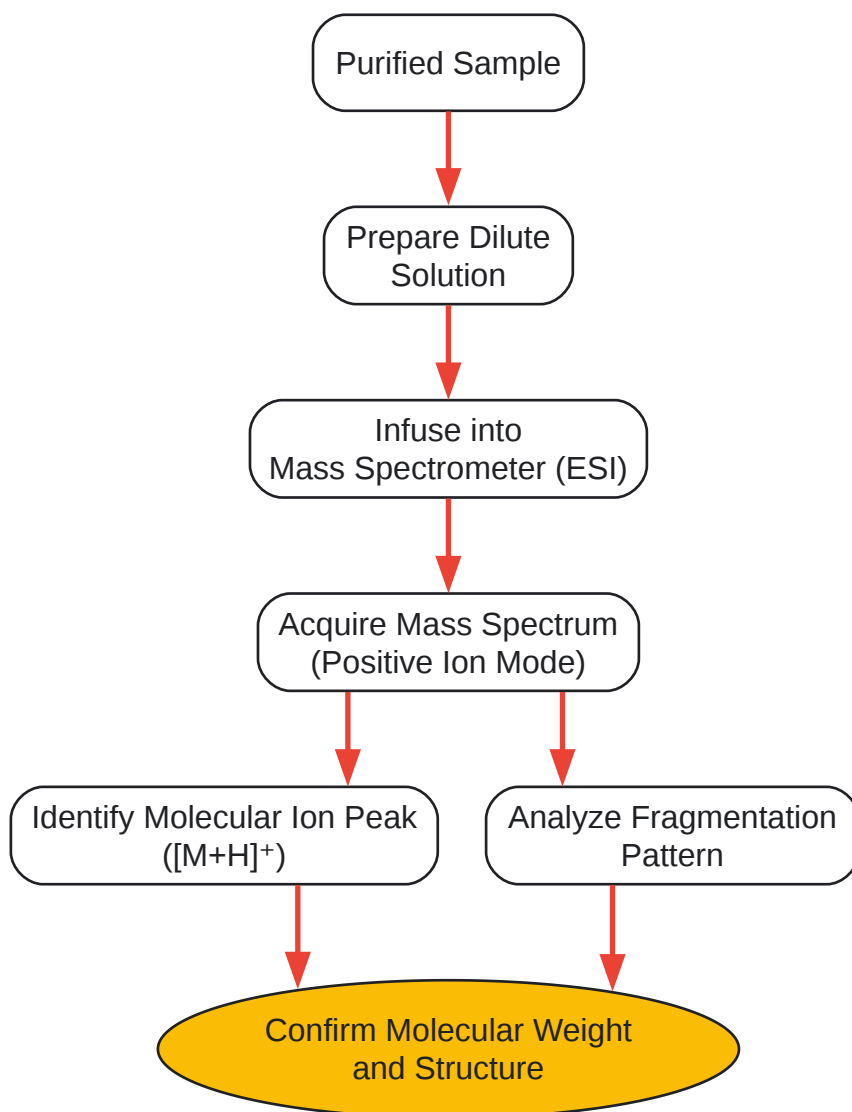 Purified Sample
Prepare Dilute
Solution
Infuse into
Mass Spectrometer (ESI)
Acquire Mass Spectrum
(Positive Ion Mode)
Identify Molecular Ion Peak
([M+H]⁺)
Analyze Fragmentation
Pattern
Confirm Molecular Weight
and Structure